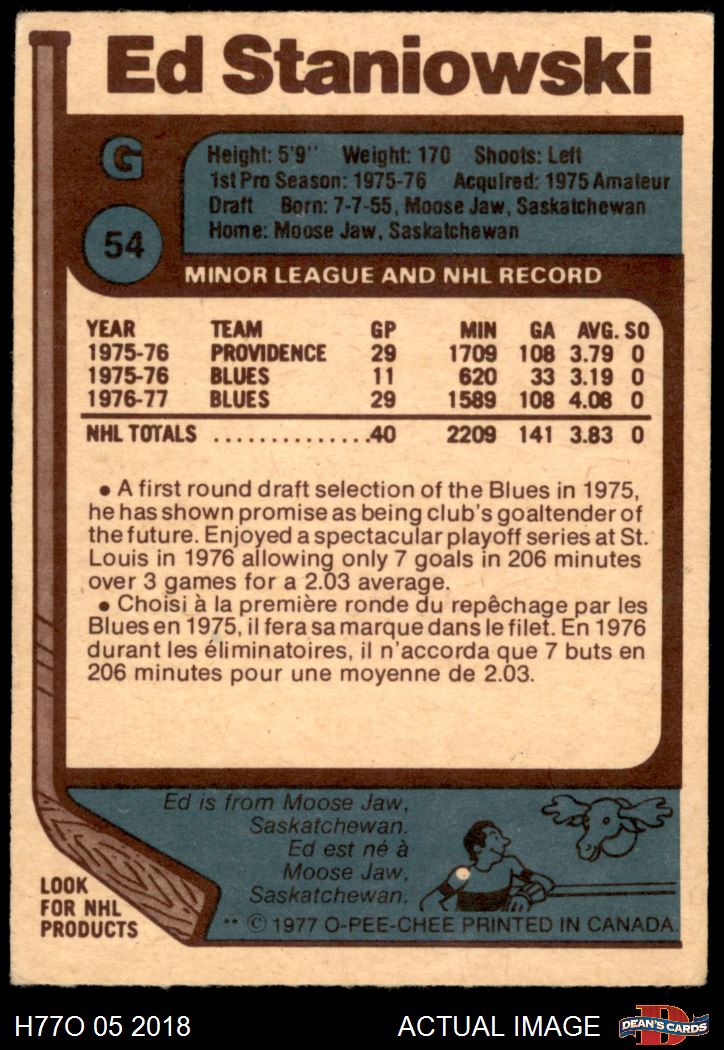 Ed Staniowski
G
Height: 5'9" Weight: 170 Shoots: Left
1st Pro Season: 1975-76 Acquired: 1975 Amateur
Draft Born: 7-7-55, Moose Jaw, Saskatchewan
Home: Moose Jaw, Saskatchewan
54
MINOR LEAGUE AND NHL RECORD
YEAR TEAM GP MIN GA AVG. SO
1975-76 PROVIDENCE 29 1709 108 3.79 0
1975-76 BLUES 11 620 33 3.19 0
1976-77 BLUES 29 1589 108 4.08 0
NHL TOTALS ..............40 2209 141 3.83 0
• A first round draft selection of the Blues in 1975,
he has shown promise as being club's goaltender of
the future. Enjoyed a spectacular playoff series at St.
Louis in 1976 allowing only 7 goals in 206 minutes
over 3 games for a 2.03 average.
• Choisi à la première ronde du repêchage par les
Blues en 1975, il fera sa marque dans le filet. En 1976
durant les éliminatoires, il n'accorda que 7 buts en
206 minutes pour une moyenne de 2.03.
Ed is from Moose Jaw,
Saskatchewan.
Ed est né à
Moose Jaw,
Saskatchewan.
LOOK
FOR NHL
PRODUCTS
** © 1977 O-PEE-CHEE PRINTED IN CANADA.
H77O 05 2018 ACTUAL IMAGE
D
DEAN'S CARDS